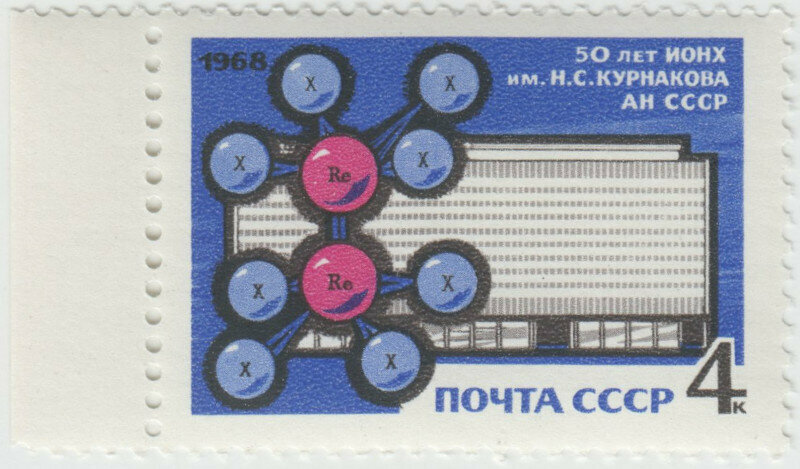 1968
50 ЛЕТ ИОНХ
ИМ. Н.С.КУРНАКОВА
АН СССР
X
X
X
X
Re
Re
X
X
X
X
ПОЧТА СССР 4к